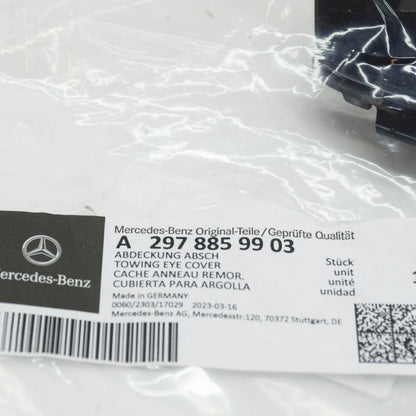 Mercedes-Benz Original-Teile/Geprüfte Qualität
A 297 885 99 03
ABDECKUNG ABSCH
TOWING EYE COVER
CACHE ANNEAU REMOR.
CUBIERTA PARA ARGOLLA
Stück
unit
unité
unidad
Made in GERMANY
0060/2303/17029 2023-03-16
Mercedes-Benz AG, Mercedesstr.120, 70372 Stuttgart, DE
Mercedes-Benz